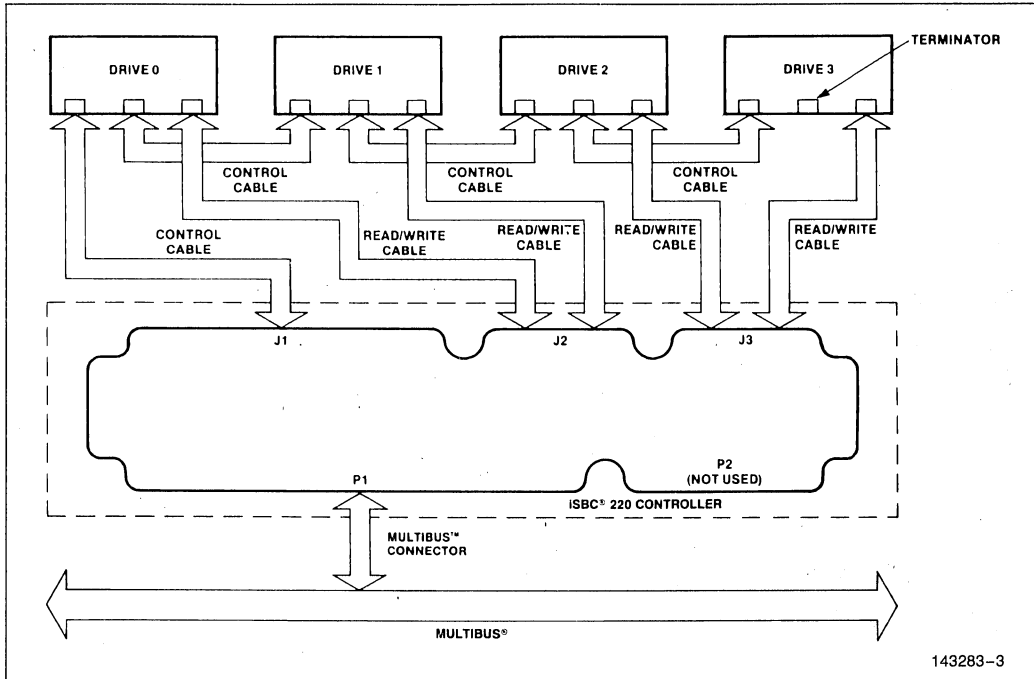 DRIVE 0
DRIVE 1
DRIVE 2
DRIVE 3
TERMINATOR
CONTROL
CABLE
CONTROL
CABLE
CONTROL
CABLE
CONTROL
CABLE
READ/WRITE
CABLE
READ/WRITE
CABLE
READ/WRITE
CABLE
READ/WRITE
CABLE
J1
J2
J3
P1
P2
(NOT USED)
iSBC® 220 CONTROLLER
MULTIBUS™
CONNECTOR
MULTIBUS®
143283-3